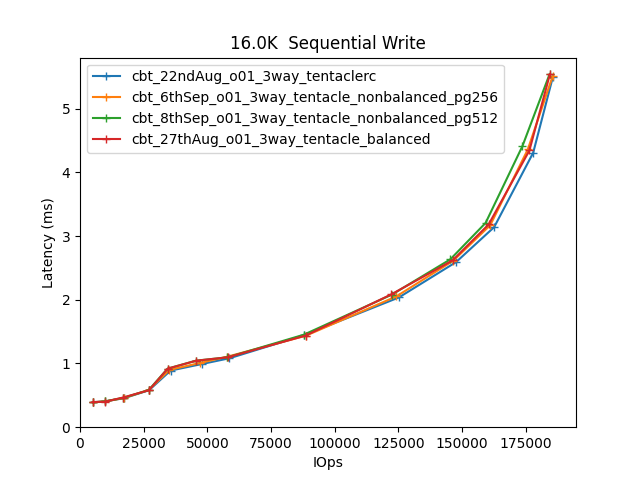 16.0K  Sequential Write
cbt_22ndAug_o01_3way_tentaclerc
cbt_6thSep_o01_3way_tentacle_nonbalanced_pg256
cbt_8thSep_o01_3way_tentacle_nonbalanced_pg512
cbt_27thAug_o01_3way_tentacle_balanced
Latency (ms)
5
4
3
2
1
0
0 25000 50000 75000 100000 125000 150000 175000
IOps